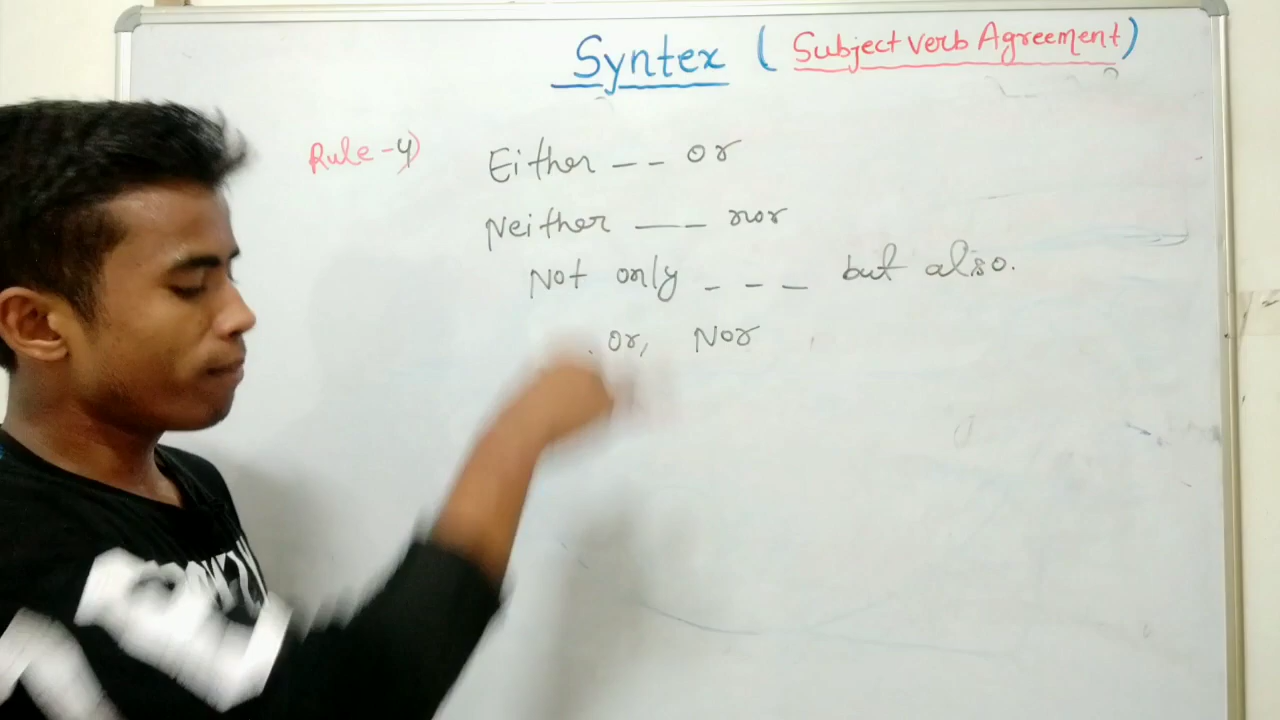 Syntex ( Subject verb Agreement )
Rule-4) Either -- or
Neither -- nor
Not only --- but also.
or, Nor